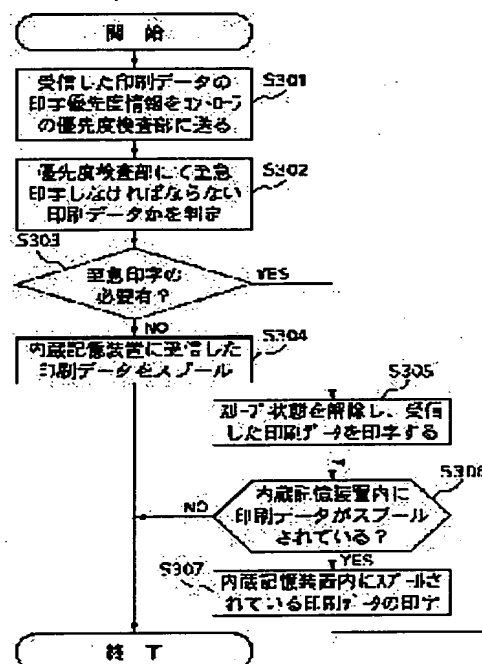 開始
受信した印刷データの
印字優先度情報をコントローラ
の優先度検査部に送る
S301
優先度検査部にて至急
印字しなければならない
印刷データかを判定
S302
S303
至急印字の
必要有？
YES
NO
内蔵記憶装置に受信した
印刷データをスプール
S304
S305
スリープ状態を解除し、受信
した印刷データを印字する
S306
内蔵記憶装置内に
印刷データがスプール
されている？
NO
YES
S307
内蔵記憶装置内にスプールさ
れている印刷データの印字
終了